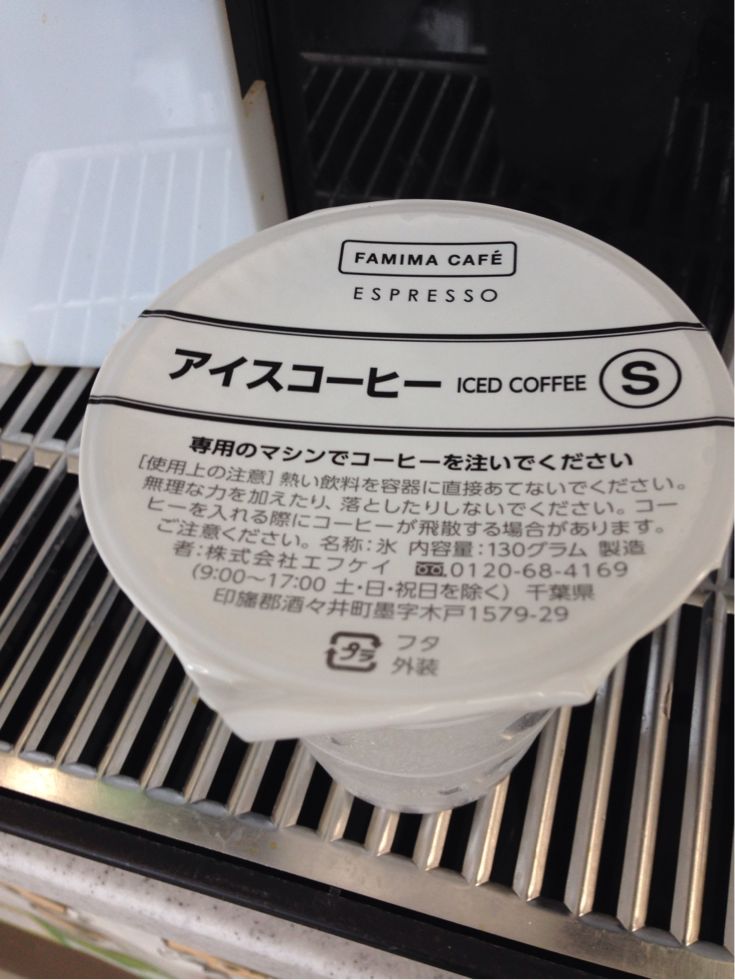 FAMIMA CAFÉ
ESPRESSO
アイスコーヒー ICED COFFEE S
専用のマシンでコーヒーを注いでください
[使用上の注意] 熱い飲料を容器に直接あてないでください。
無理な力を加えたり、落としたりしないでください。コー
ヒーを入れる際にコーヒーが飛散する場合があります。
ご注意ください。名称:氷 内容量:130グラム 製造
者:株式会社エフケイ 0120-68-4169
(9:00～17:00 土・日・祝日を除く) 千葉県
印旛郡酒々井町墨字木戸1579-29
プラ フタ
外装